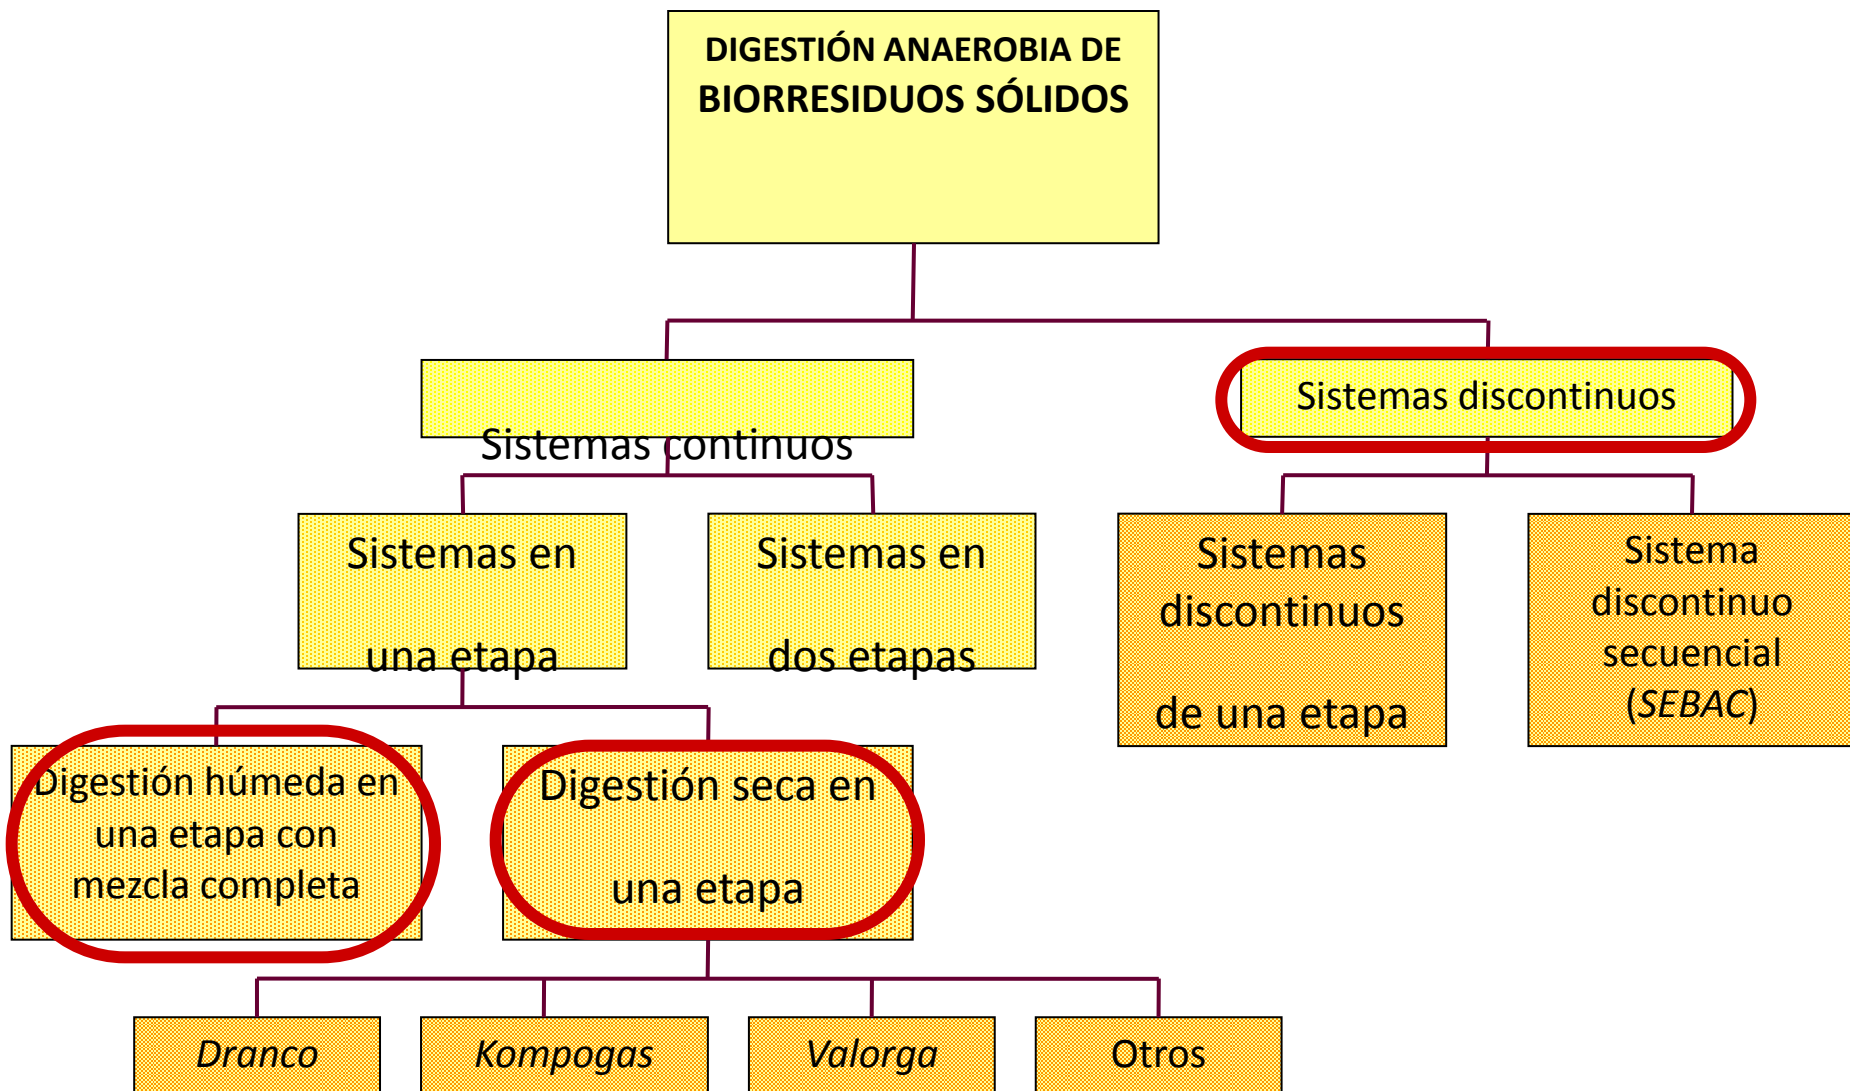 DIGESTIÓN ANAEROBIA DE
BIORRESIDUOS SÓLIDOS
Sistemas continuos
Sistemas discontinuos
Sistemas en
una etapa
Sistemas en
dos etapas
Sistemas
discontinuos
de una etapa
Sistema
discontinuo
secuencial
(SEBAC)
Digestión húmeda en
una etapa con
mezcla completa
Digestión seca en
una etapa
Dranco
Kompogas
Valorga
Otros